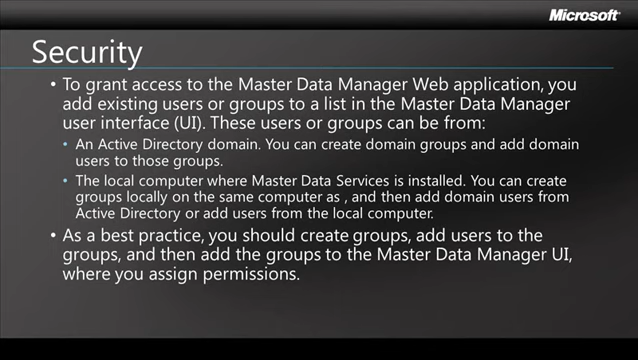 Microsoft
Security
• To grant access to the Master Data Manager Web application, you
add existing users or groups to a list in the Master Data Manager
user interface (UI). These users or groups can be from:
• An Active Directory domain. You can create domain groups and add domain
users to those groups.
• The local computer where Master Data Services is installed. You can create
groups locally on the same computer as , and then add domain users from
Active Directory or add users from the local computer.
• As a best practice, you should create groups, add users to the
groups, and then add the groups to the Master Data Manager UI,
where you assign permissions.